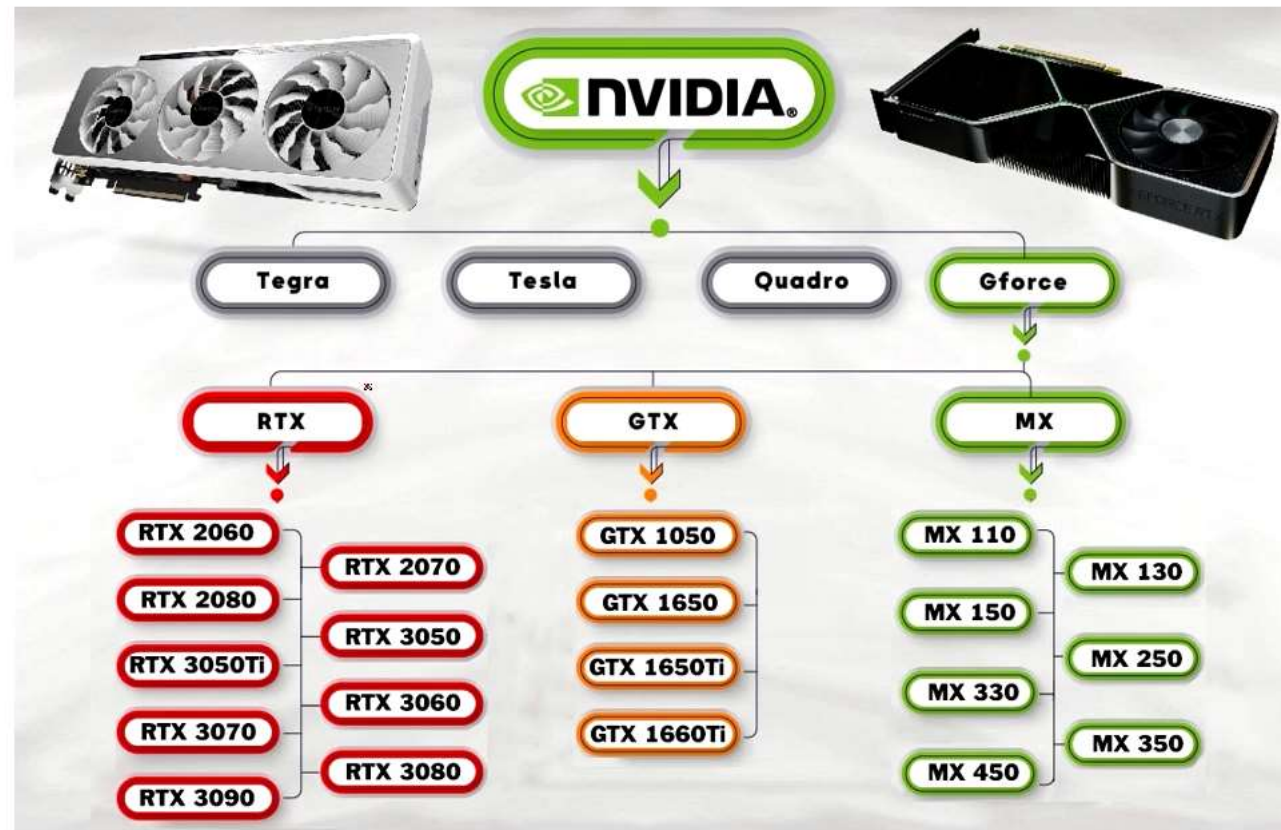 NVIDIA®
GEFORCE RTX
Tegra
Tesla
Quadro
Gforce
RTX
GTX
MX
RTX 2060
RTX 2070
RTX 2080
RTX 3050
RTX 3050Ti
RTX 3060
RTX 3070
RTX 3080
RTX 3090
GTX 1050
GTX 1650
GTX 1650Ti
GTX 1660Ti
MX 110
MX 130
MX 150
MX 250
MX 330
MX 350
MX 450